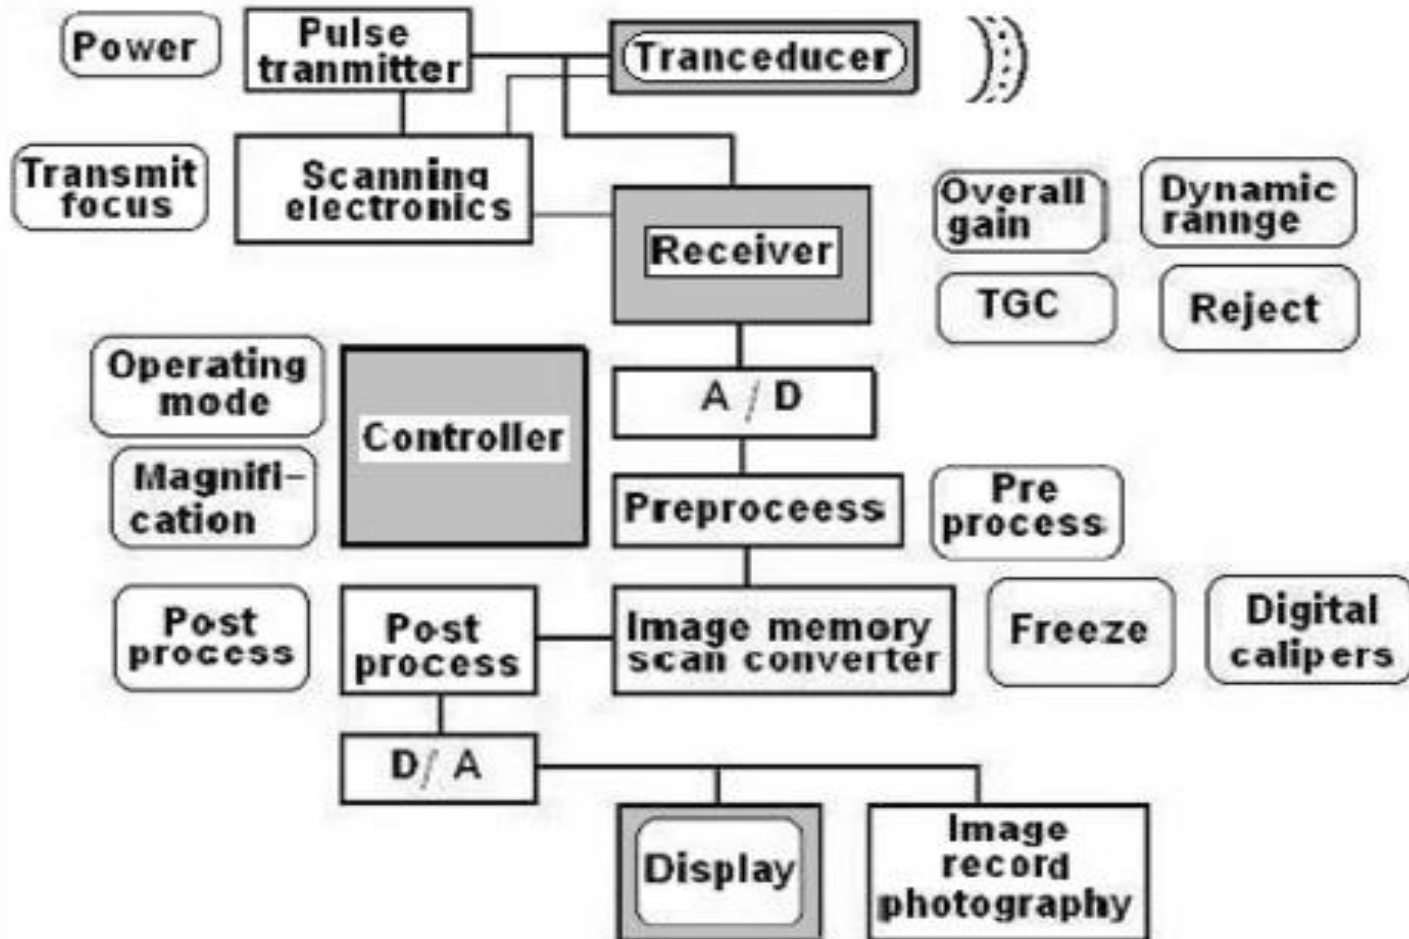 Power
Pulse
tranmitter
Tranceducer
Transmit
focus
Scanning
electronics
Receiver
Overall
gain
Dynamic
rannge
TGC
Reject
Operating
mode
Controller
A / D
Magnifi-
cation
Preproceess
Pre
process
Post
process
Post
process
Image memory
scan converter
Freeze
Digital
calipers
D/ A
Display
Image
record
photography